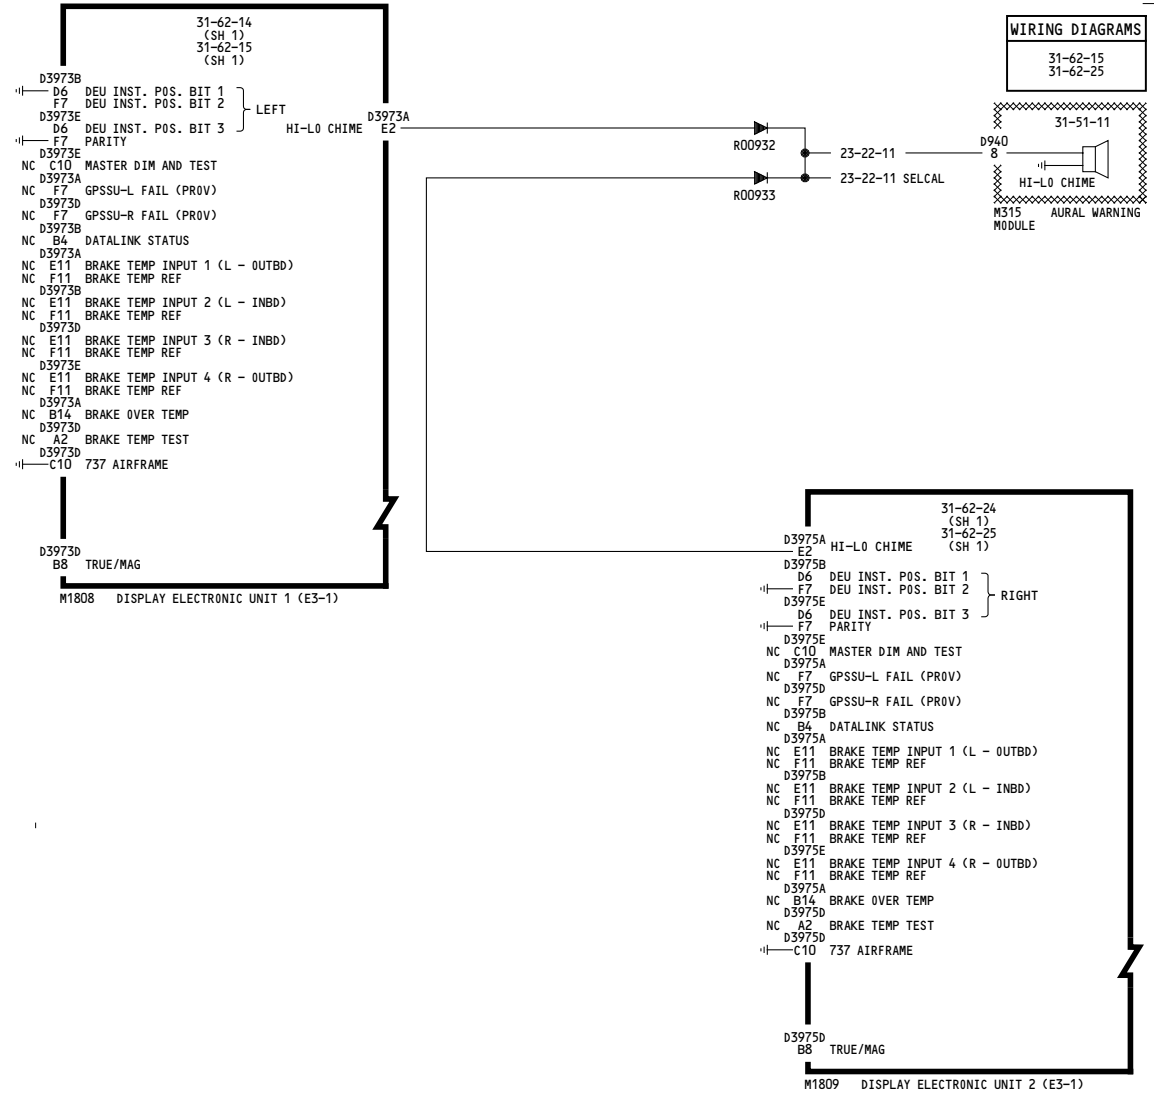 31-62-14
(SH 1)
31-62-15
(SH 1)
D3973B
D6 DEU INST. POS. BIT 1
F7 DEU INST. POS. BIT 2
LEFT
D3973E
D6 DEU INST. POS. BIT 3
F7 PARITY
D3973A
HI-LO CHIME E2
D3973E
NC C10 MASTER DIM AND TEST
D3973A
NC F7 GPSSU-L FAIL (PROV)
D3973D
NC F7 GPSSU-R FAIL (PROV)
D3973B
NC B4 DATALINK STATUS
D3973A
NC E11 BRAKE TEMP INPUT 1 (L - OUTBD)
NC F11 BRAKE TEMP REF
D3973B
NC E11 BRAKE TEMP INPUT 2 (L - INBD)
NC F11 BRAKE TEMP REF
D3973D
NC E11 BRAKE TEMP INPUT 3 (R - INBD)
NC F11 BRAKE TEMP REF
D3973E
NC E11 BRAKE TEMP INPUT 4 (R - OUTBD)
NC F11 BRAKE TEMP REF
D3973A
NC B14 BRAKE OVER TEMP
D3973D
NC A2 BRAKE TEMP TEST
D3973D
C10 737 AIRFRAME
D3973D
B8 TRUE/MAG
M1808 DISPLAY ELECTRONIC UNIT 1 (E3-1)
R00932
R00933
23-22-11
23-22-11 SELCAL
WIRING DIAGRAMS
31-62-15
31-62-25
31-51-11
D940
8
HI-LO CHIME
M315 AURAL WARNING
MODULE
31-62-24
(SH 1)
31-62-25
(SH 1)
D3975A
E2 HI-LO CHIME
D3975B
D6 DEU INST. POS. BIT 1
F7 DEU INST. POS. BIT 2
RIGHT
D3975E
D6 DEU INST. POS. BIT 3
F7 PARITY
D3975E
NC C10 MASTER DIM AND TEST
D3975A
NC F7 GPSSU-L FAIL (PROV)
D3975D
NC F7 GPSSU-R FAIL (PROV)
D3975B
NC B4 DATALINK STATUS
D3975A
NC E11 BRAKE TEMP INPUT 1 (L - OUTBD)
NC F11 BRAKE TEMP REF
D3975B
NC E11 BRAKE TEMP INPUT 2 (L - INBD)
NC F11 BRAKE TEMP REF
D3975D
NC E11 BRAKE TEMP INPUT 3 (R - INBD)
NC F11 BRAKE TEMP REF
D3975E
NC E11 BRAKE TEMP INPUT 4 (R - OUTBD)
NC F11 BRAKE TEMP REF
D3975A
NC B14 BRAKE OVER TEMP
D3975D
NC A2 BRAKE TEMP TEST
D3975D
C10 737 AIRFRAME
D3975D
B8 TRUE/MAG
M1809 DISPLAY ELECTRONIC UNIT 2 (E3-1)